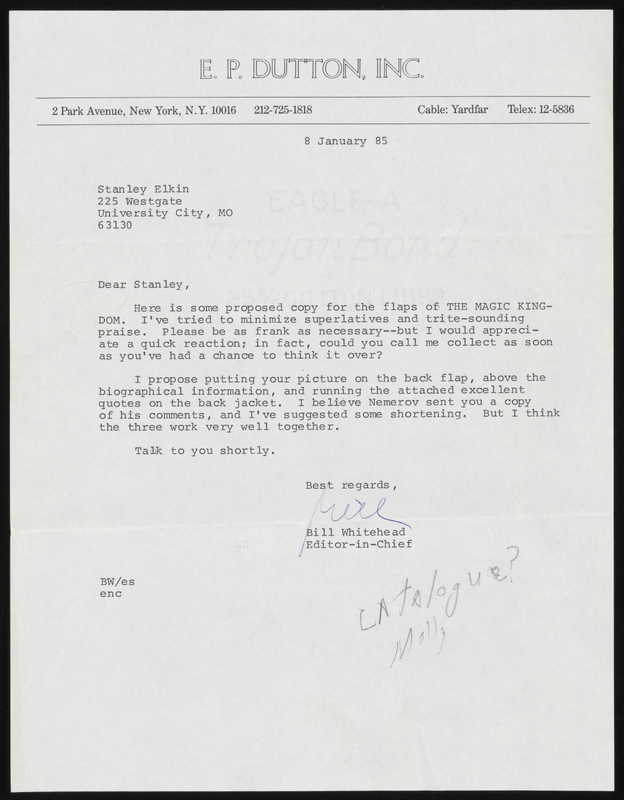 E. P. DUTTON, INC.
2 Park Avenue, New York, N.Y. 10016 212-725-1818 Cable: Yardfar Telex: 12-5836
8 January 85
Stanley Elkin
225 Westgate
University City, MO
63130
Dear Stanley,
Here is some proposed copy for the flaps of THE MAGIC KING-
DOM. I've tried to minimize superlatives and trite-sounding
praise. Please be as frank as necessary--but I would appreci-
ate a quick reaction; in fact, could you call me collect as soon
as you've had a chance to think it over?
I propose putting your picture on the back flap, above the
biographical information, and running the attached excellent
quotes on the back jacket. I believe Nemerov sent you a copy
of his comments, and I've suggested some shortening. But I think
the three work very well together.
Talk to you shortly.
Best regards,
Bill
Bill Whitehead
Editor-in-Chief
BW/es
enc
CATAlogue?
Molly
EAGLE-A
Trojan Bond